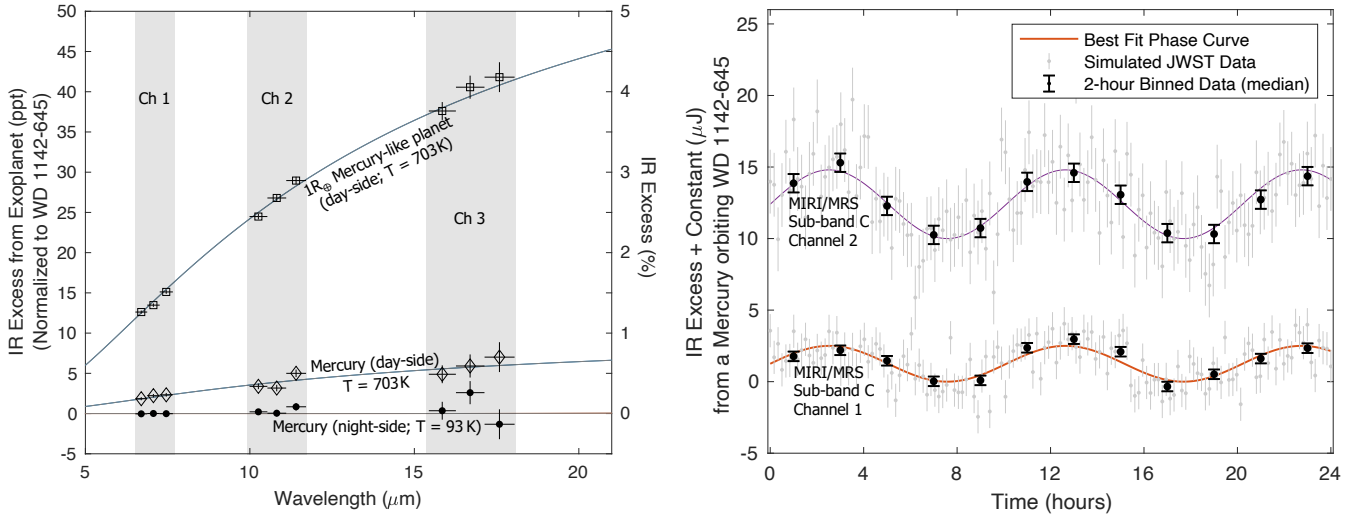 IR Excess from Exoplanet (ppt)
(Normalized to WD 1142-645)
50
45
40
35
30
25
20
15
10
5
0
-5
5
4
3
2
1
0
IR Excess
(%)
Ch 1
Ch 2
Ch 3
1R⊕ Mercury-like planet
(day-side; T = 703K)
Mercury (day-side)
T = 703K
Mercury (night-side; T = 93K)
5
10
15
20
Wavelength (μm)
IR Excess + Constant (μJ)
from a Mercury orbiting WD 1142-645
25
20
15
10
5
0
-5
Best Fit Phase Curve
Simulated JWST Data
2-hour Binned Data (median)
MIRI/MRS
Sub-band C
Channel 2
MIRI/MRS
Sub-band C
Channel 1
0
4
8
12
16
20
24
Time (hours)